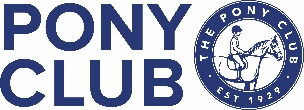 PONY
CLUB
· THE PONY CLUB ·
EST 1929